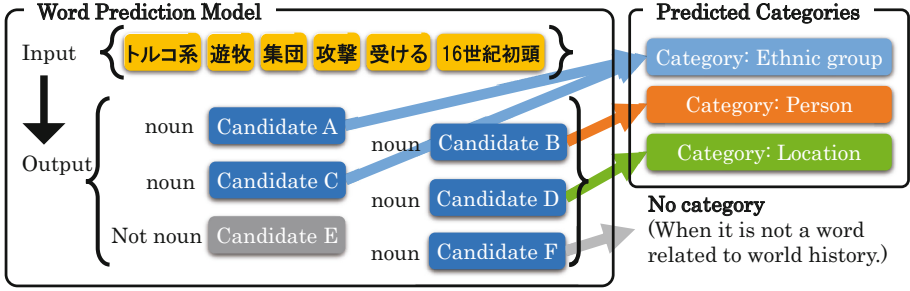 Word Prediction Model
Input
トルコ系 遊牧 集団 攻撃 受ける 16世紀初頭
Output
noun Candidate A
noun Candidate B
noun Candidate C
noun Candidate D
Not noun Candidate E
noun Candidate F
Predicted Categories
Category: Ethnic group
Category: Person
Category: Location
No category
(When it is not a word
related to world history.)